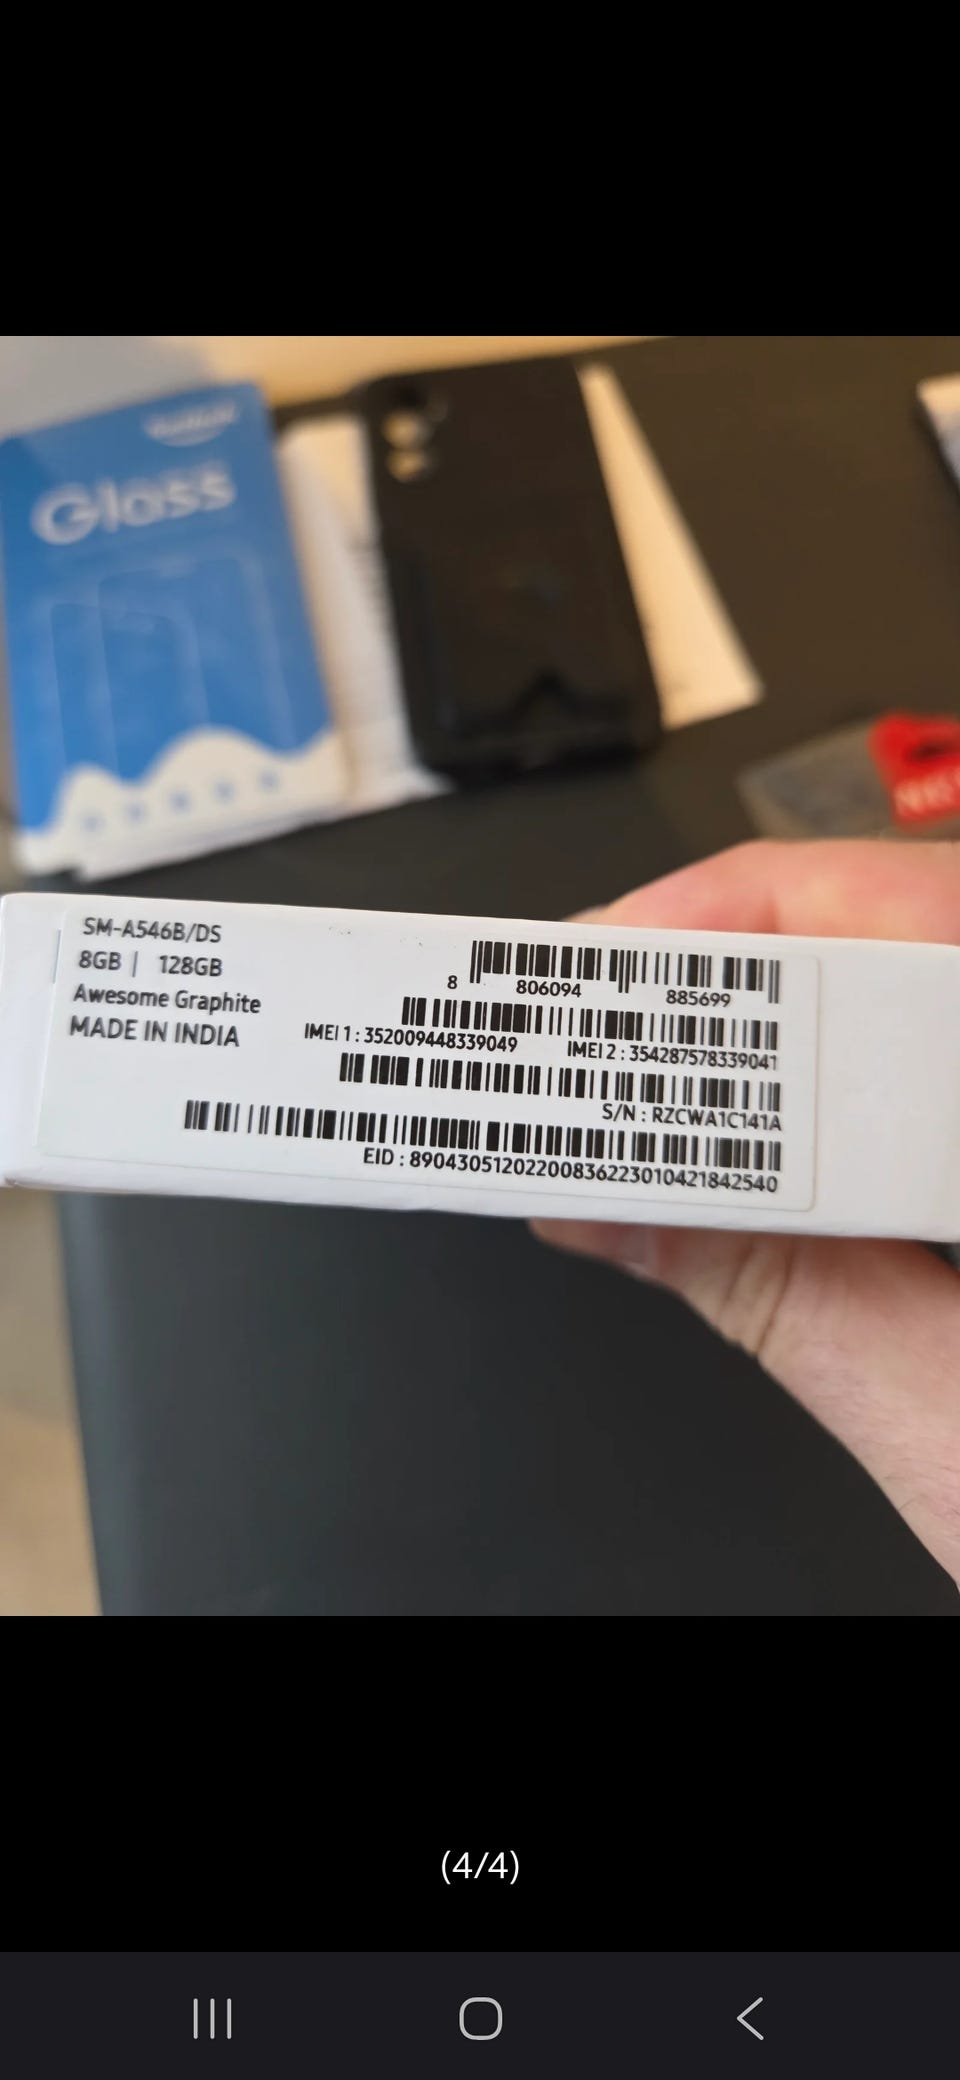 Glass
SM-A546B/DS
8GB | 128GB
Awesome Graphite
MADE IN INDIA
8 806094 885699
IMEI 1 : 352009448339049 IMEI 2 : 354287578339041
S/N : RZCWA1C141A
EID : 89043051202200836223010421842540
(4/4)